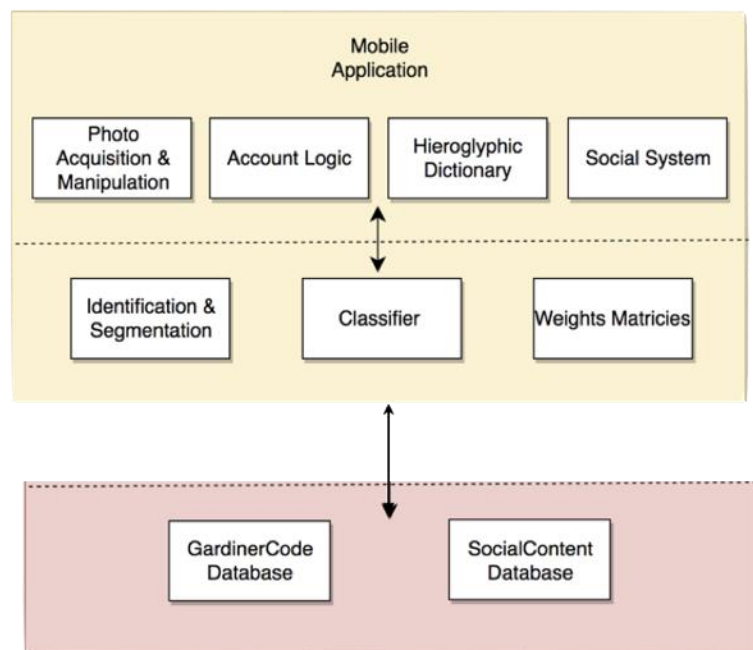 Mobile
Application
Photo
Acquisition &
Manipulation
Account Logic
Hieroglyphic
Dictionary
Social System
Identification &
Segmentation
Classifier
Weights Matricies
GardinerCode
Database
SocialContent
Database